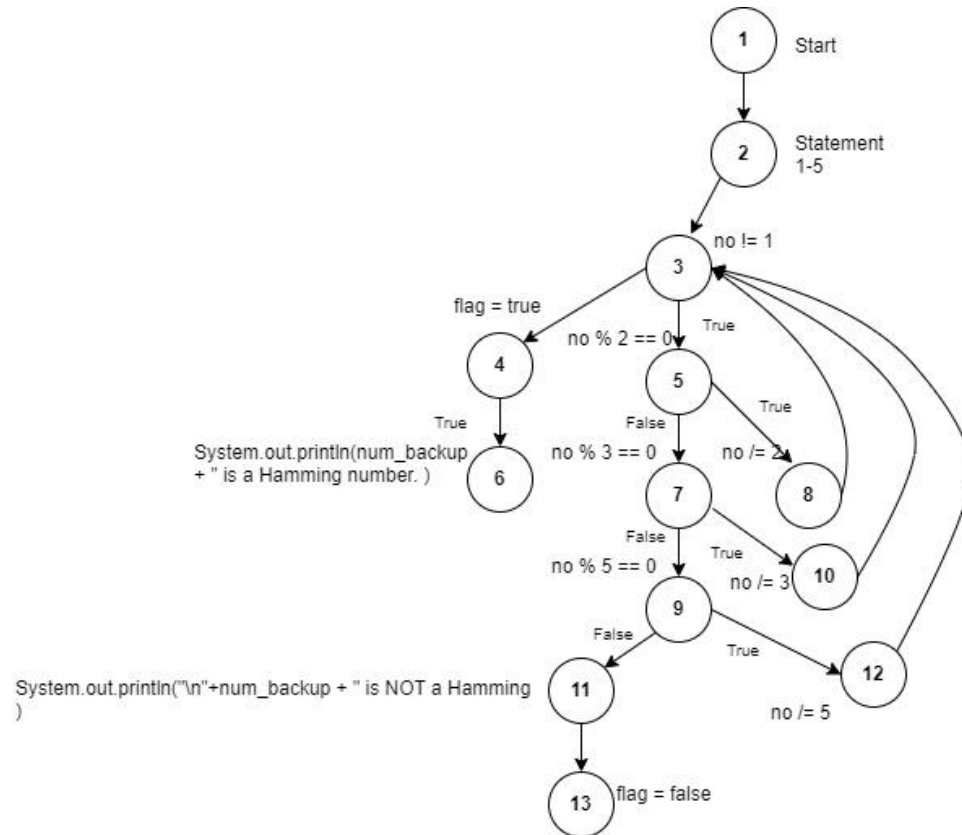 1
Start
2
Statement
1-5
no != 1
3
flag = true
True
no % 2 == 0
4
5
True
True
False
System.out.println(num_backup
+ " is a Hamming number. )
no % 3 == 0
no /= 2
6
7
8
False
True
no % 5 == 0
no /= 3
10
9
False
True
System.out.println("\n"+num_backup + " is NOT a Hamming
)
11
12
no /= 5
13
flag = false